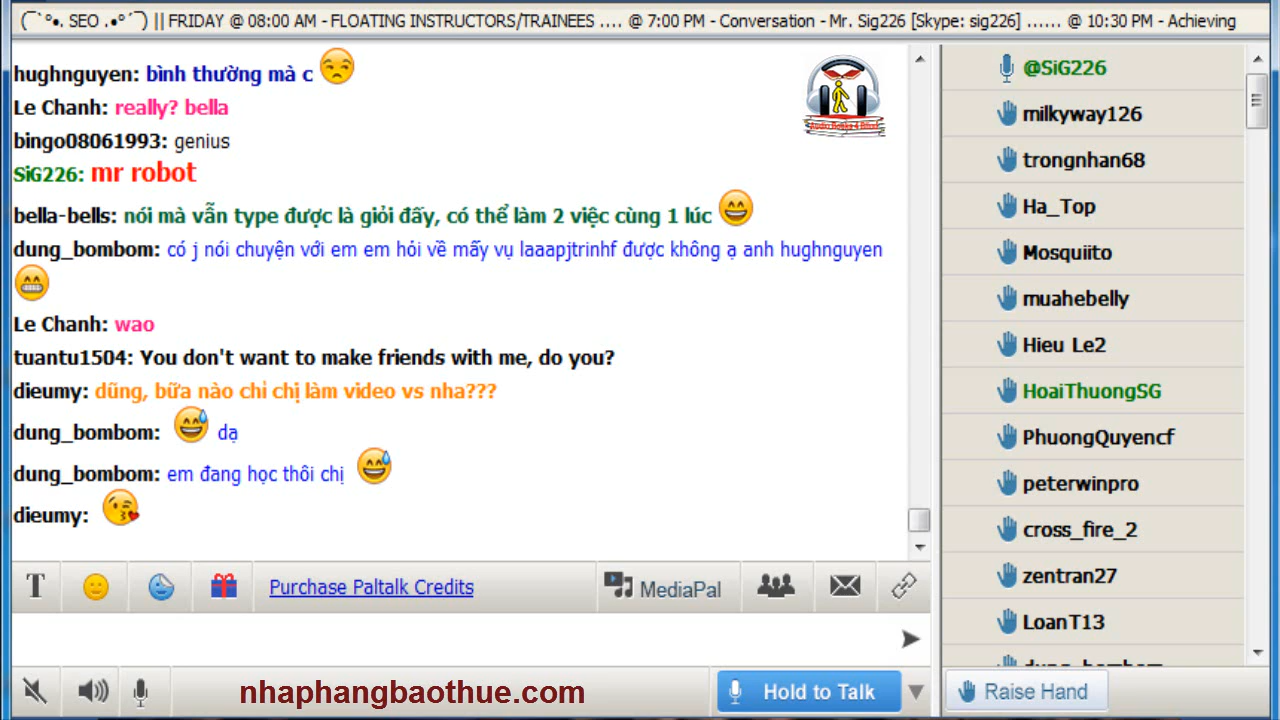 (¯`°•. SEO .•°´¯) || FRIDAY @ 08:00 AM - FLOATING INSTRUCTORS/TRAINEES .... @ 7:00 PM - Conversation - Mr. Sig226 [Skype: sig226] ...... @ 10:30 PM - Achieving
hughnguyen: bình thường mà c
Le Chanh: really? bella
bingo08061993: genius
SiG226: mr robot
bella-bells: nói mà vẫn type được là giỏi đấy, có thể làm 2 việc cùng 1 lúc
dung_bombom: có j nói chuyện với em em hỏi về mấy vụ laaapjtrinhf được không ạ anh hughnguyen
Le Chanh: wao
tuantu1504: You don't want to make friends with me, do you?
dieumy: dũng, bữa nào chỉ chị làm video vs nha???
dung_bombom: dạ
dung_bombom: em đang học thôi chị
dieumy:
T Purchase Paltalk Credits MediaPal
nhaphangbaothue.com Hold to Talk
@SiG226
milkyway126
trongnhan68
Ha_Top
Mosquiito
muahebelly
Hieu Le2
HoaiThuongSG
PhuongQuyencf
peterwinpro
cross_fire_2
zentran27
LoanT13
dung_bombom
Raise Hand